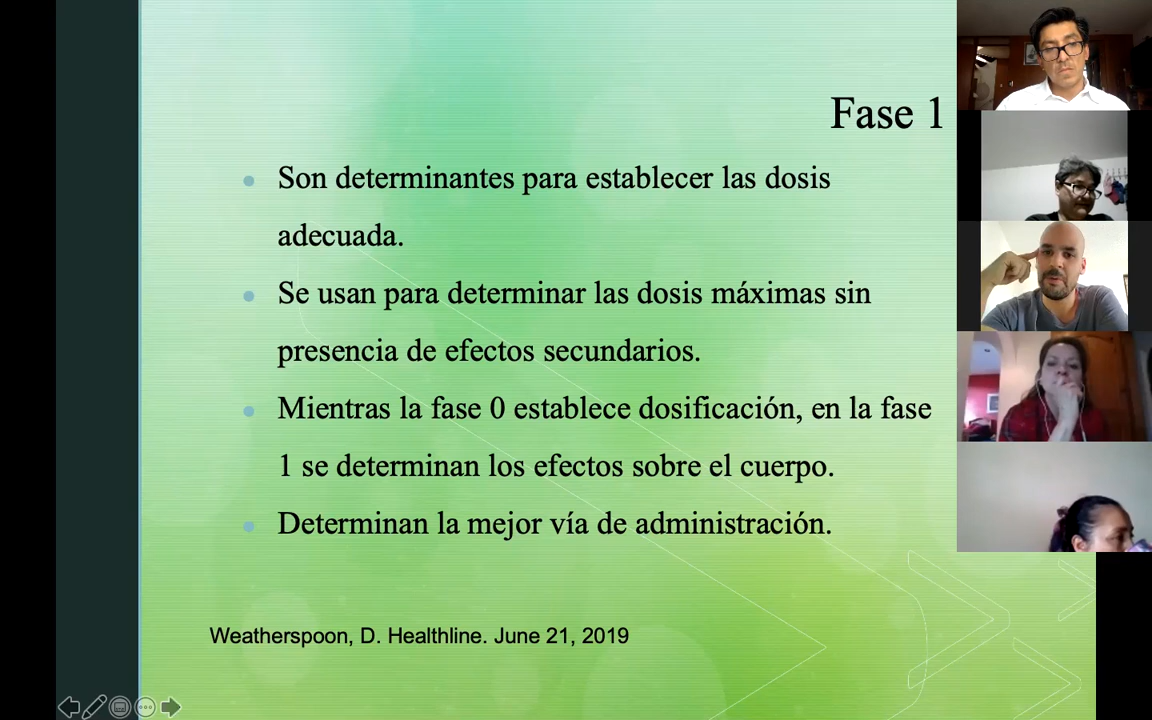 Fase 1
Son determinantes para establecer las dosis
adecuada.
Se usan para determinar las dosis máximas sin
presencia de efectos secundarios.
Mientras la fase 0 establece dosificación, en la fase
1 se determinan los efectos sobre el cuerpo.
Determinan la mejor vía de administración.
Weatherspoon, D. Healthline. June 21, 2019